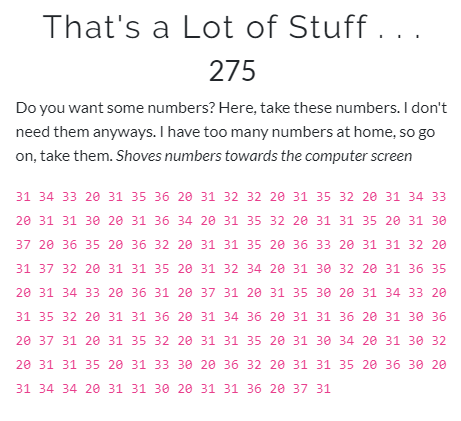 That's a Lot of Stuff . . .
275
Do you want some numbers? Here, take these numbers. I don't
need them anyways. I have too many numbers at home, so go
on, take them. Shoves numbers towards the computer screen
31 34 33 20 31 35 36 20 31 32 32 20 31 35 32 20 31 34 33
20 31 31 30 20 31 36 34 20 31 35 32 20 31 31 35 20 31 30
37 20 36 35 20 36 32 20 31 31 35 20 36 33 20 31 31 32 20
31 37 32 20 31 31 35 20 31 32 34 20 31 30 32 20 31 36 35
20 31 34 33 20 36 31 20 37 31 20 31 35 30 20 31 34 33 20
31 35 32 20 31 31 36 20 31 34 36 20 31 31 36 20 31 30 36
20 37 31 20 31 35 32 20 31 31 35 20 31 30 34 20 31 30 32
20 31 31 35 20 31 33 30 20 36 32 20 31 31 35 20 36 30 20
31 34 34 20 31 31 30 20 31 31 36 20 37 31